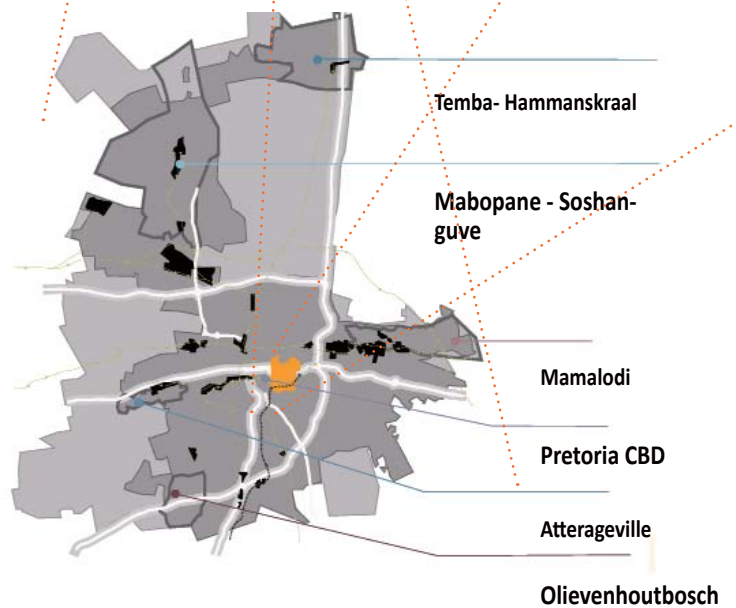 Temba- Hammanskraal
Mabopane - Soshan-
guve
Mamalodi
Pretoria CBD
Atterageville
Olievenhoutbosch